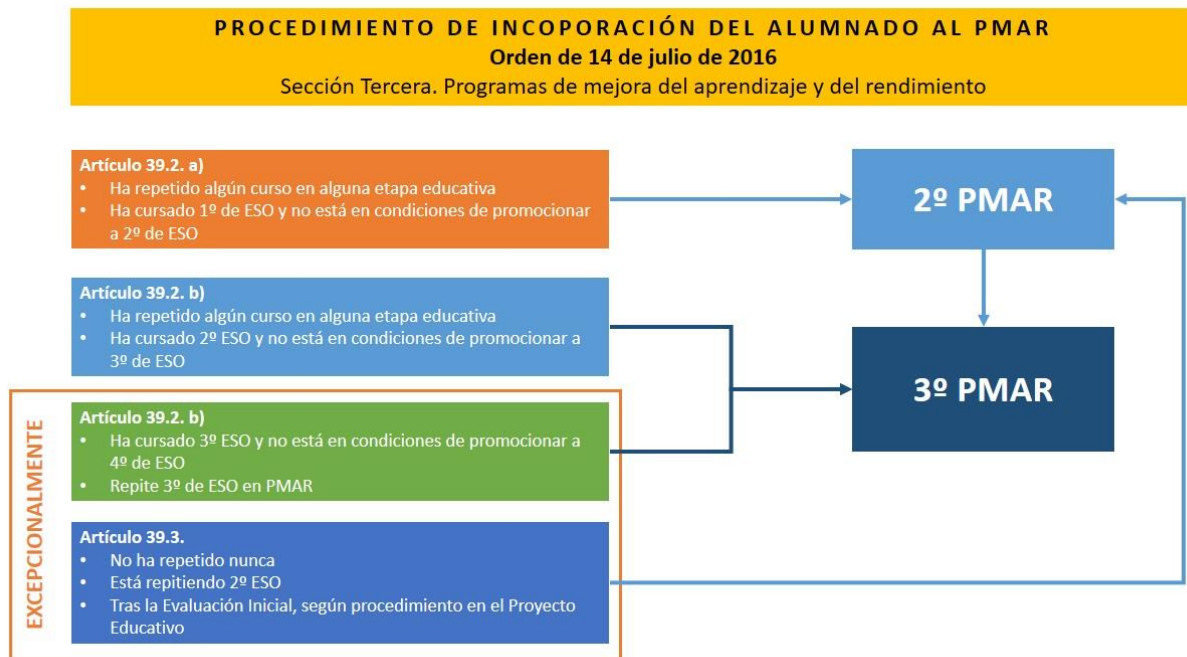 PROCEDIMIENTO DE INCOPORACIÓN DEL ALUMNADO AL PMAR
Orden de 14 de julio de 2016
Sección Tercera. Programas de mejora del aprendizaje y del rendimiento
Artículo 39.2. a)
• Ha repetido algún curso en alguna etapa educativa
• Ha cursado 1º de ESO y no está en condiciones de promocionar
a 2º de ESO
2º PMAR
Artículo 39.2. b)
• Ha repetido algún curso en alguna etapa educativa
• Ha cursado 2º ESO y no está en condiciones de promocionar a
3º de ESO
3º PMAR
EXCEPCIONALMENTE
Artículo 39.2. b)
• Ha cursado 3º ESO y no está en condiciones de promocionar a
4º de ESO
• Repite 3º de ESO en PMAR
Artículo 39.3.
• No ha repetido nunca
• Está repitiendo 2º ESO
• Tras la Evaluación Inicial, según procedimiento en el Proyecto
Educativo